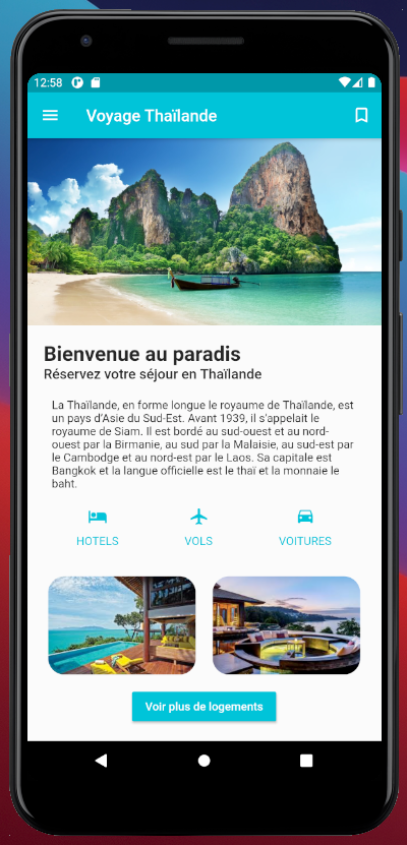 12:58
Voyage Thaïlande
Bienvenue au paradis
Réservez votre séjour en Thaïlande
La Thaïlande, en forme longue le royaume de Thaïlande, est
un pays d'Asie du Sud-Est. Avant 1939, il s'appelait le
royaume de Siam. Il est bordé au sud-ouest et au nord-
ouest par la Birmanie, au sud par la Malaisie, au sud-est par
le Cambodge et au nord-est par le Laos. Sa capitale est
Bangkok et la langue officielle est le thaï et la monnaie le
baht.
HOTELS VOLS VOITURES
Voir plus de logements